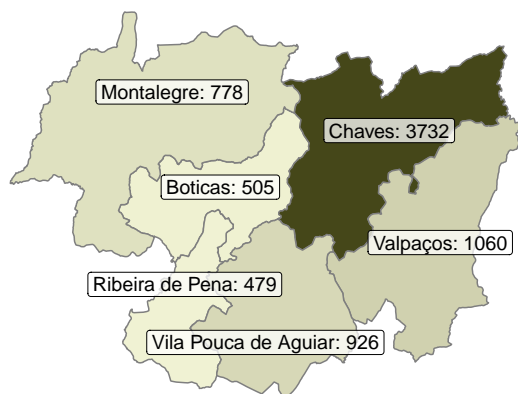 Montalegre: 778
Chaves: 3732
Boticas: 505
Valpaços: 1060
Ribeira de Pena: 479
Vila Pouca de Aguiar: 926